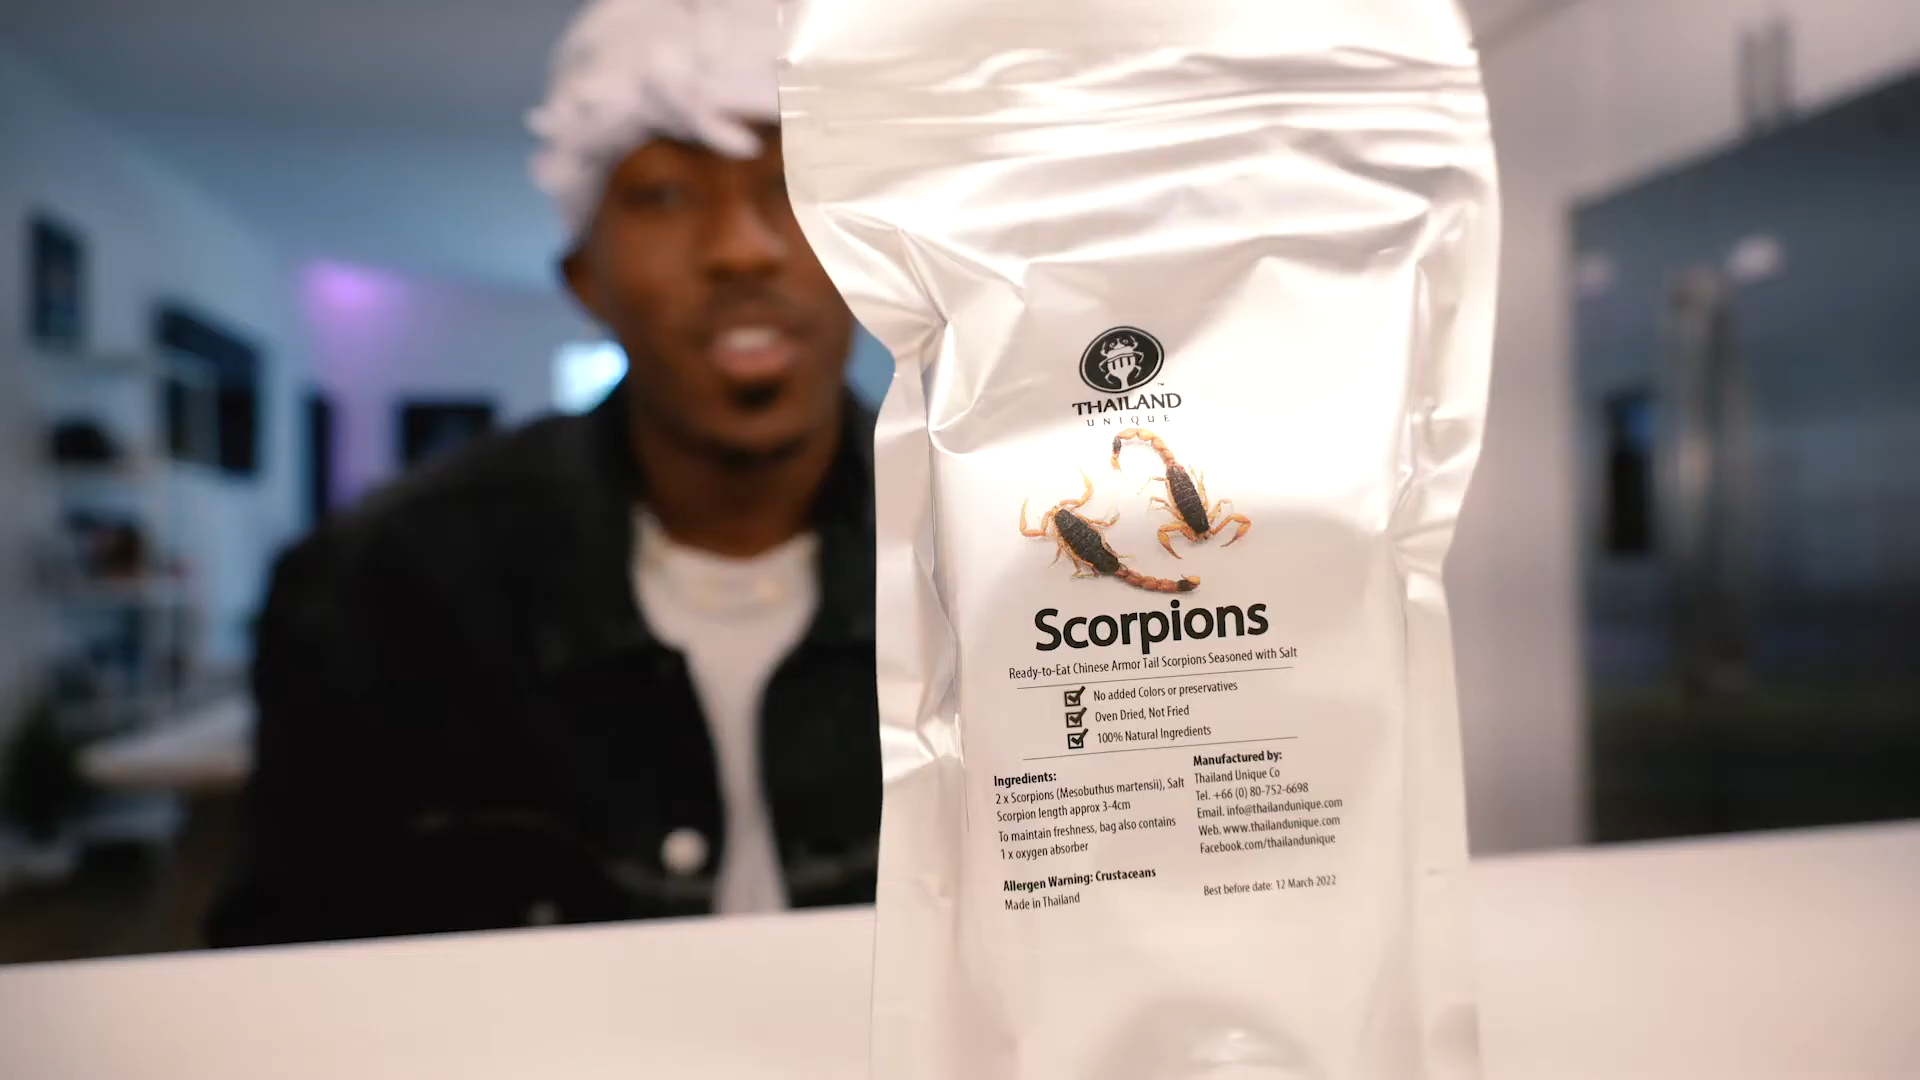 THAILAND
UNIQUE
Scorpions
Ready-to-Eat Chinese Armor Tail Scorpions Seasoned with Salt
No added Colors or preservatives
Oven Dried, Not Fried
100% Natural Ingredients
Ingredients:
2 x Scorpions (Mesobuthus martensii), Salt
Scorpion length approx 3-4cm
To maintain freshness, bag also contains
1 x oxygen absorber
Allergen Warning: Crustaceans
Made in Thailand
Manufactured by:
Thailand Unique Co
Tel. +66 (0) 80-752-6698
Email. info@thailandunique.com
Web. www.thailandunique.com
Facebook.com/thailandunique
Best before date: 12 March 2022